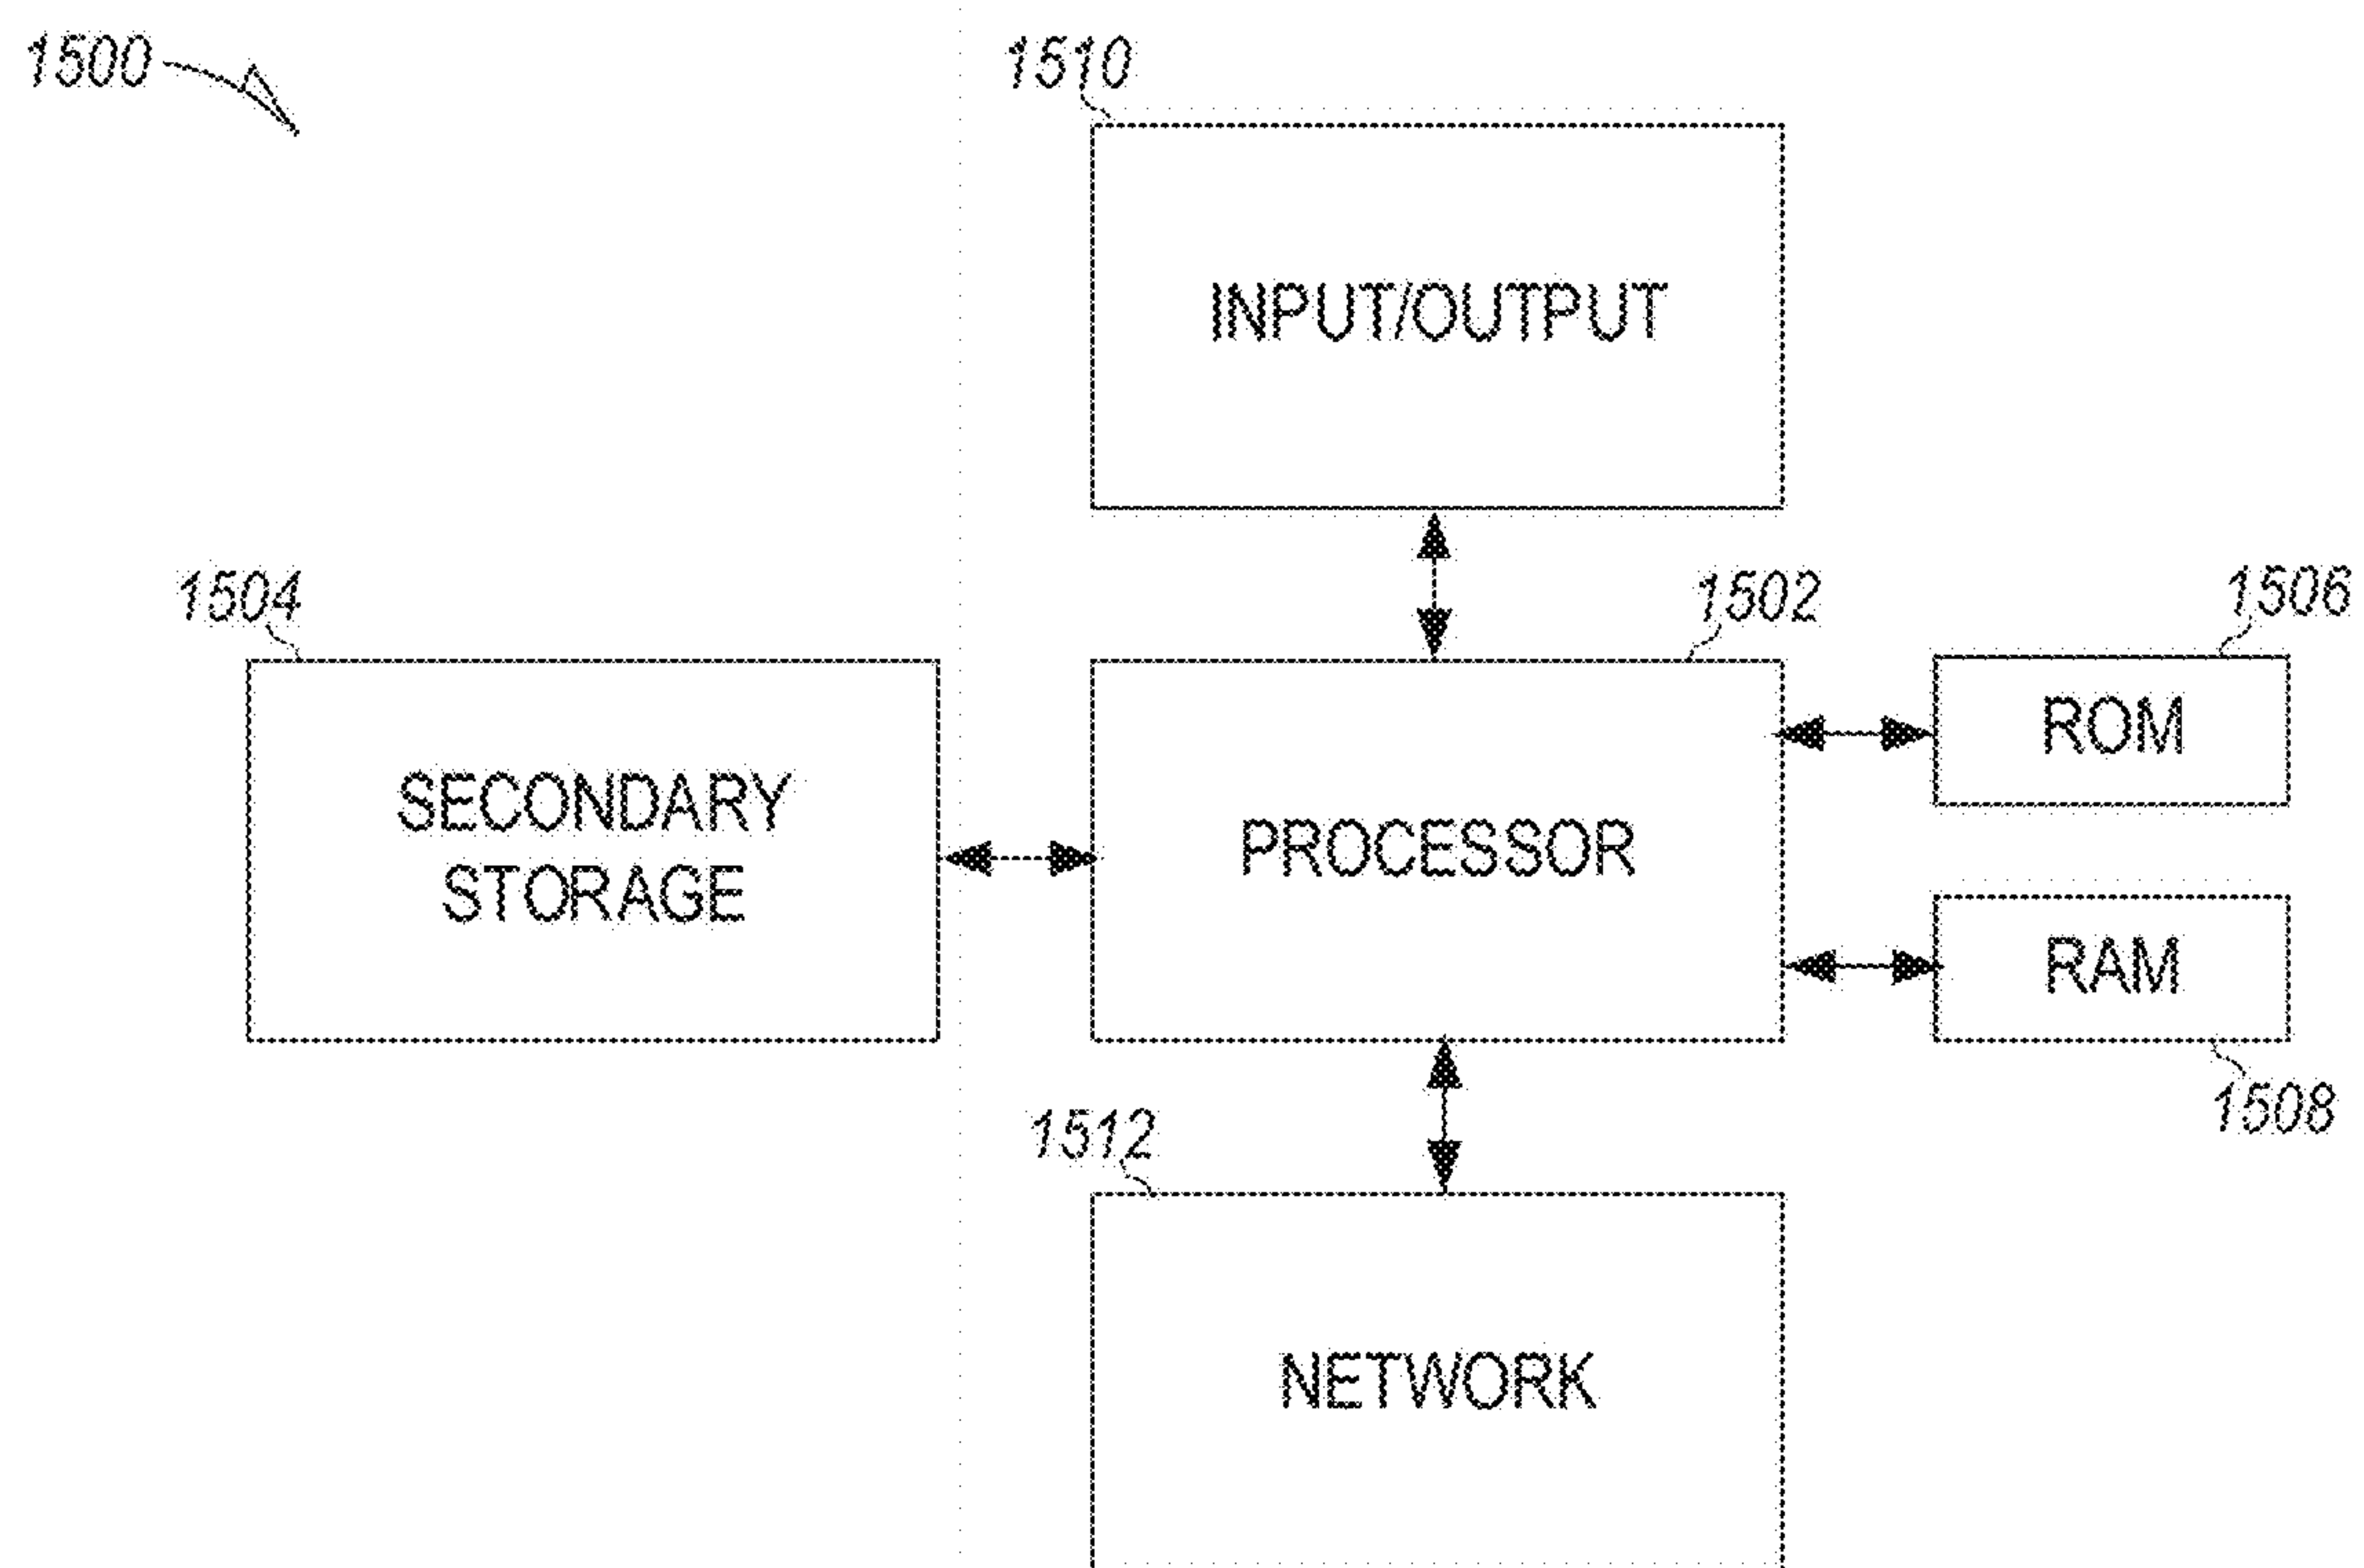 1500
1510
INPUT/OUTPUT
1504
1502
1506
SECONDARY
STORAGE
PROCESSOR
ROM
RAM
1508
1512
NETWORK